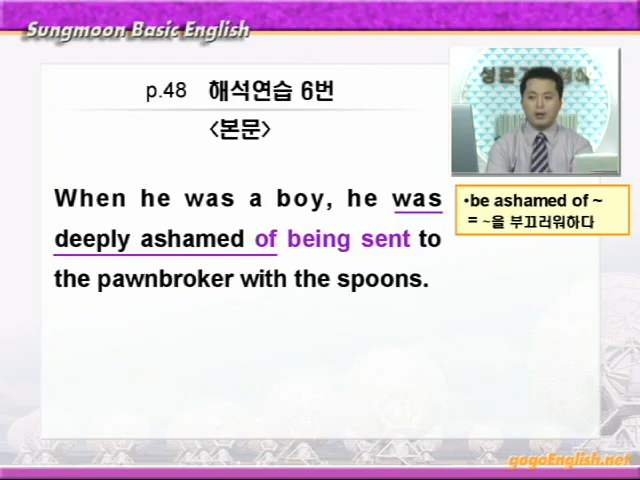 Sungmoon Basic English
p.48 해석연습 6번
<본문>
When he was a boy, he was
deeply ashamed of being sent to
the pawnbroker with the spoons.
•be ashamed of ~
= ~을 부끄러워하다
gogoEnglish.net